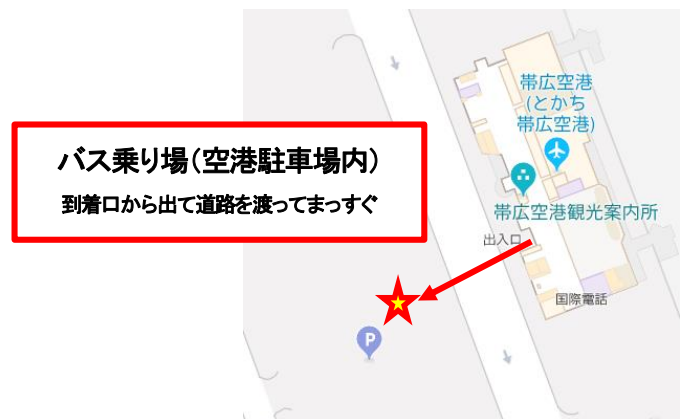 バス乗り場(空港駐車場内)
到着口から出て道路を渡ってまっすぐ
帯広空港
(とかち
帯広空港)
帯広空港観光案内所
出入口
国際電話
P